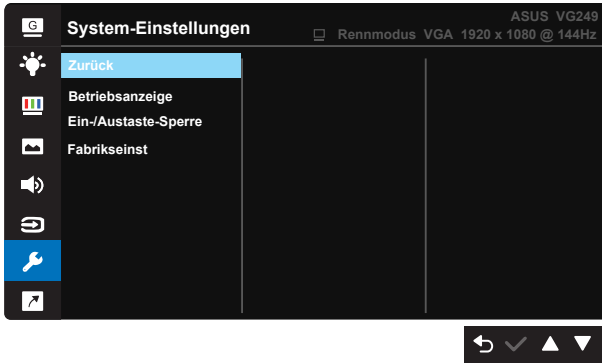 G
System-Einstellungen
ASUS VG249
Rennmodus VGA 1920 x 1080 @ 144Hz
Zurück
Betriebsanzeige
Ein-/Austaste-Sperre
Fabrikseinst